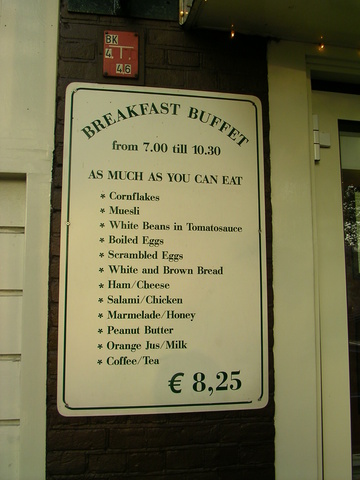 BK
4 T.
46
BREAKFAST BUFFET
from 7.00 till 10.30
AS MUCH AS YOU CAN EAT
* Cornflakes
* Muesli
* White Beans in Tomatosauce
* Boiled Eggs
* Scrambled Eggs
* White and Brown Bread
* Ham/Cheese
* Salami/Chicken
* Marmelade/Honey
* Peanut Butter
* Orange Jus/Milk
* Coffee/Tea
€ 8,25